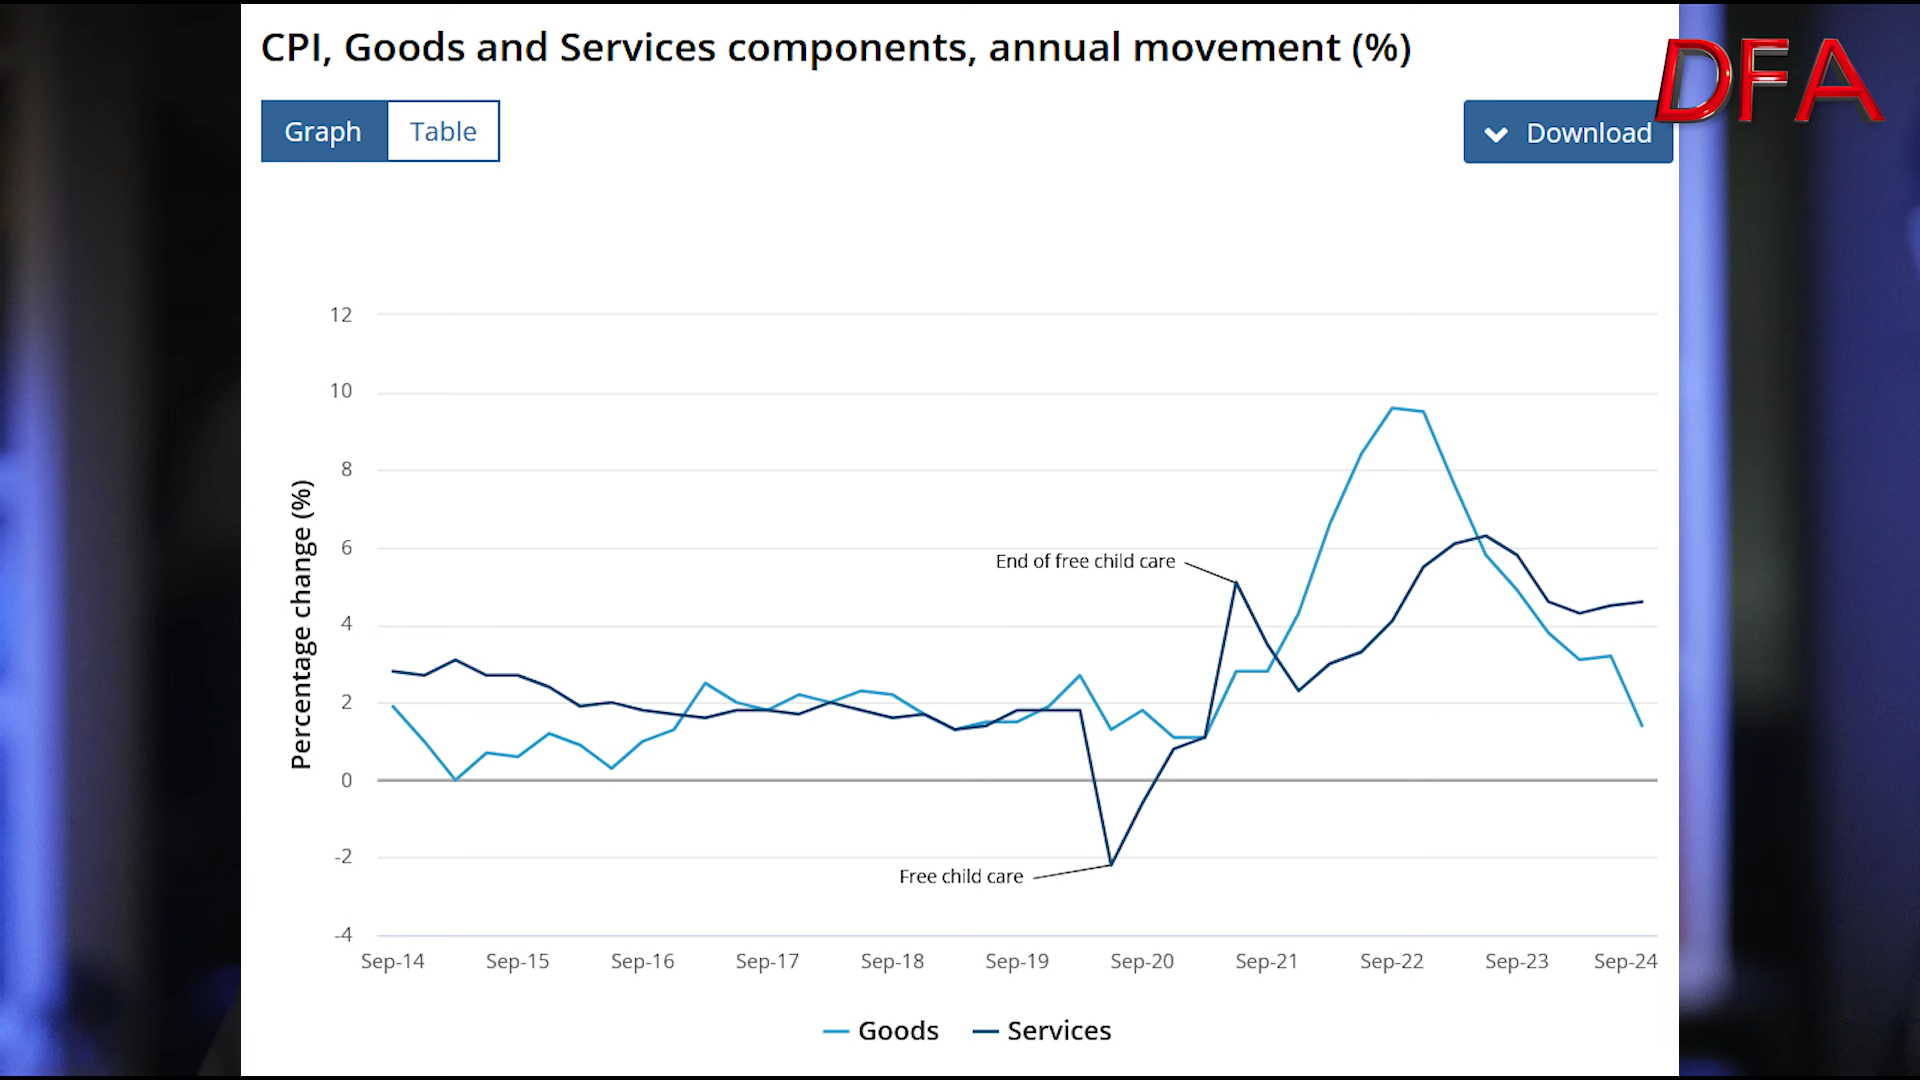 CPI, Goods and Services components, annual movement (%)
DFA
Graph
Table
Download
Percentage change (%)
12
10
8
6
4
2
0
-2
-4
End of free child care
Free child care
Sep-14
Sep-15
Sep-16
Sep-17
Sep-18
Sep-19
Sep-20
Sep-21
Sep-22
Sep-23
Sep-24
Goods
Services